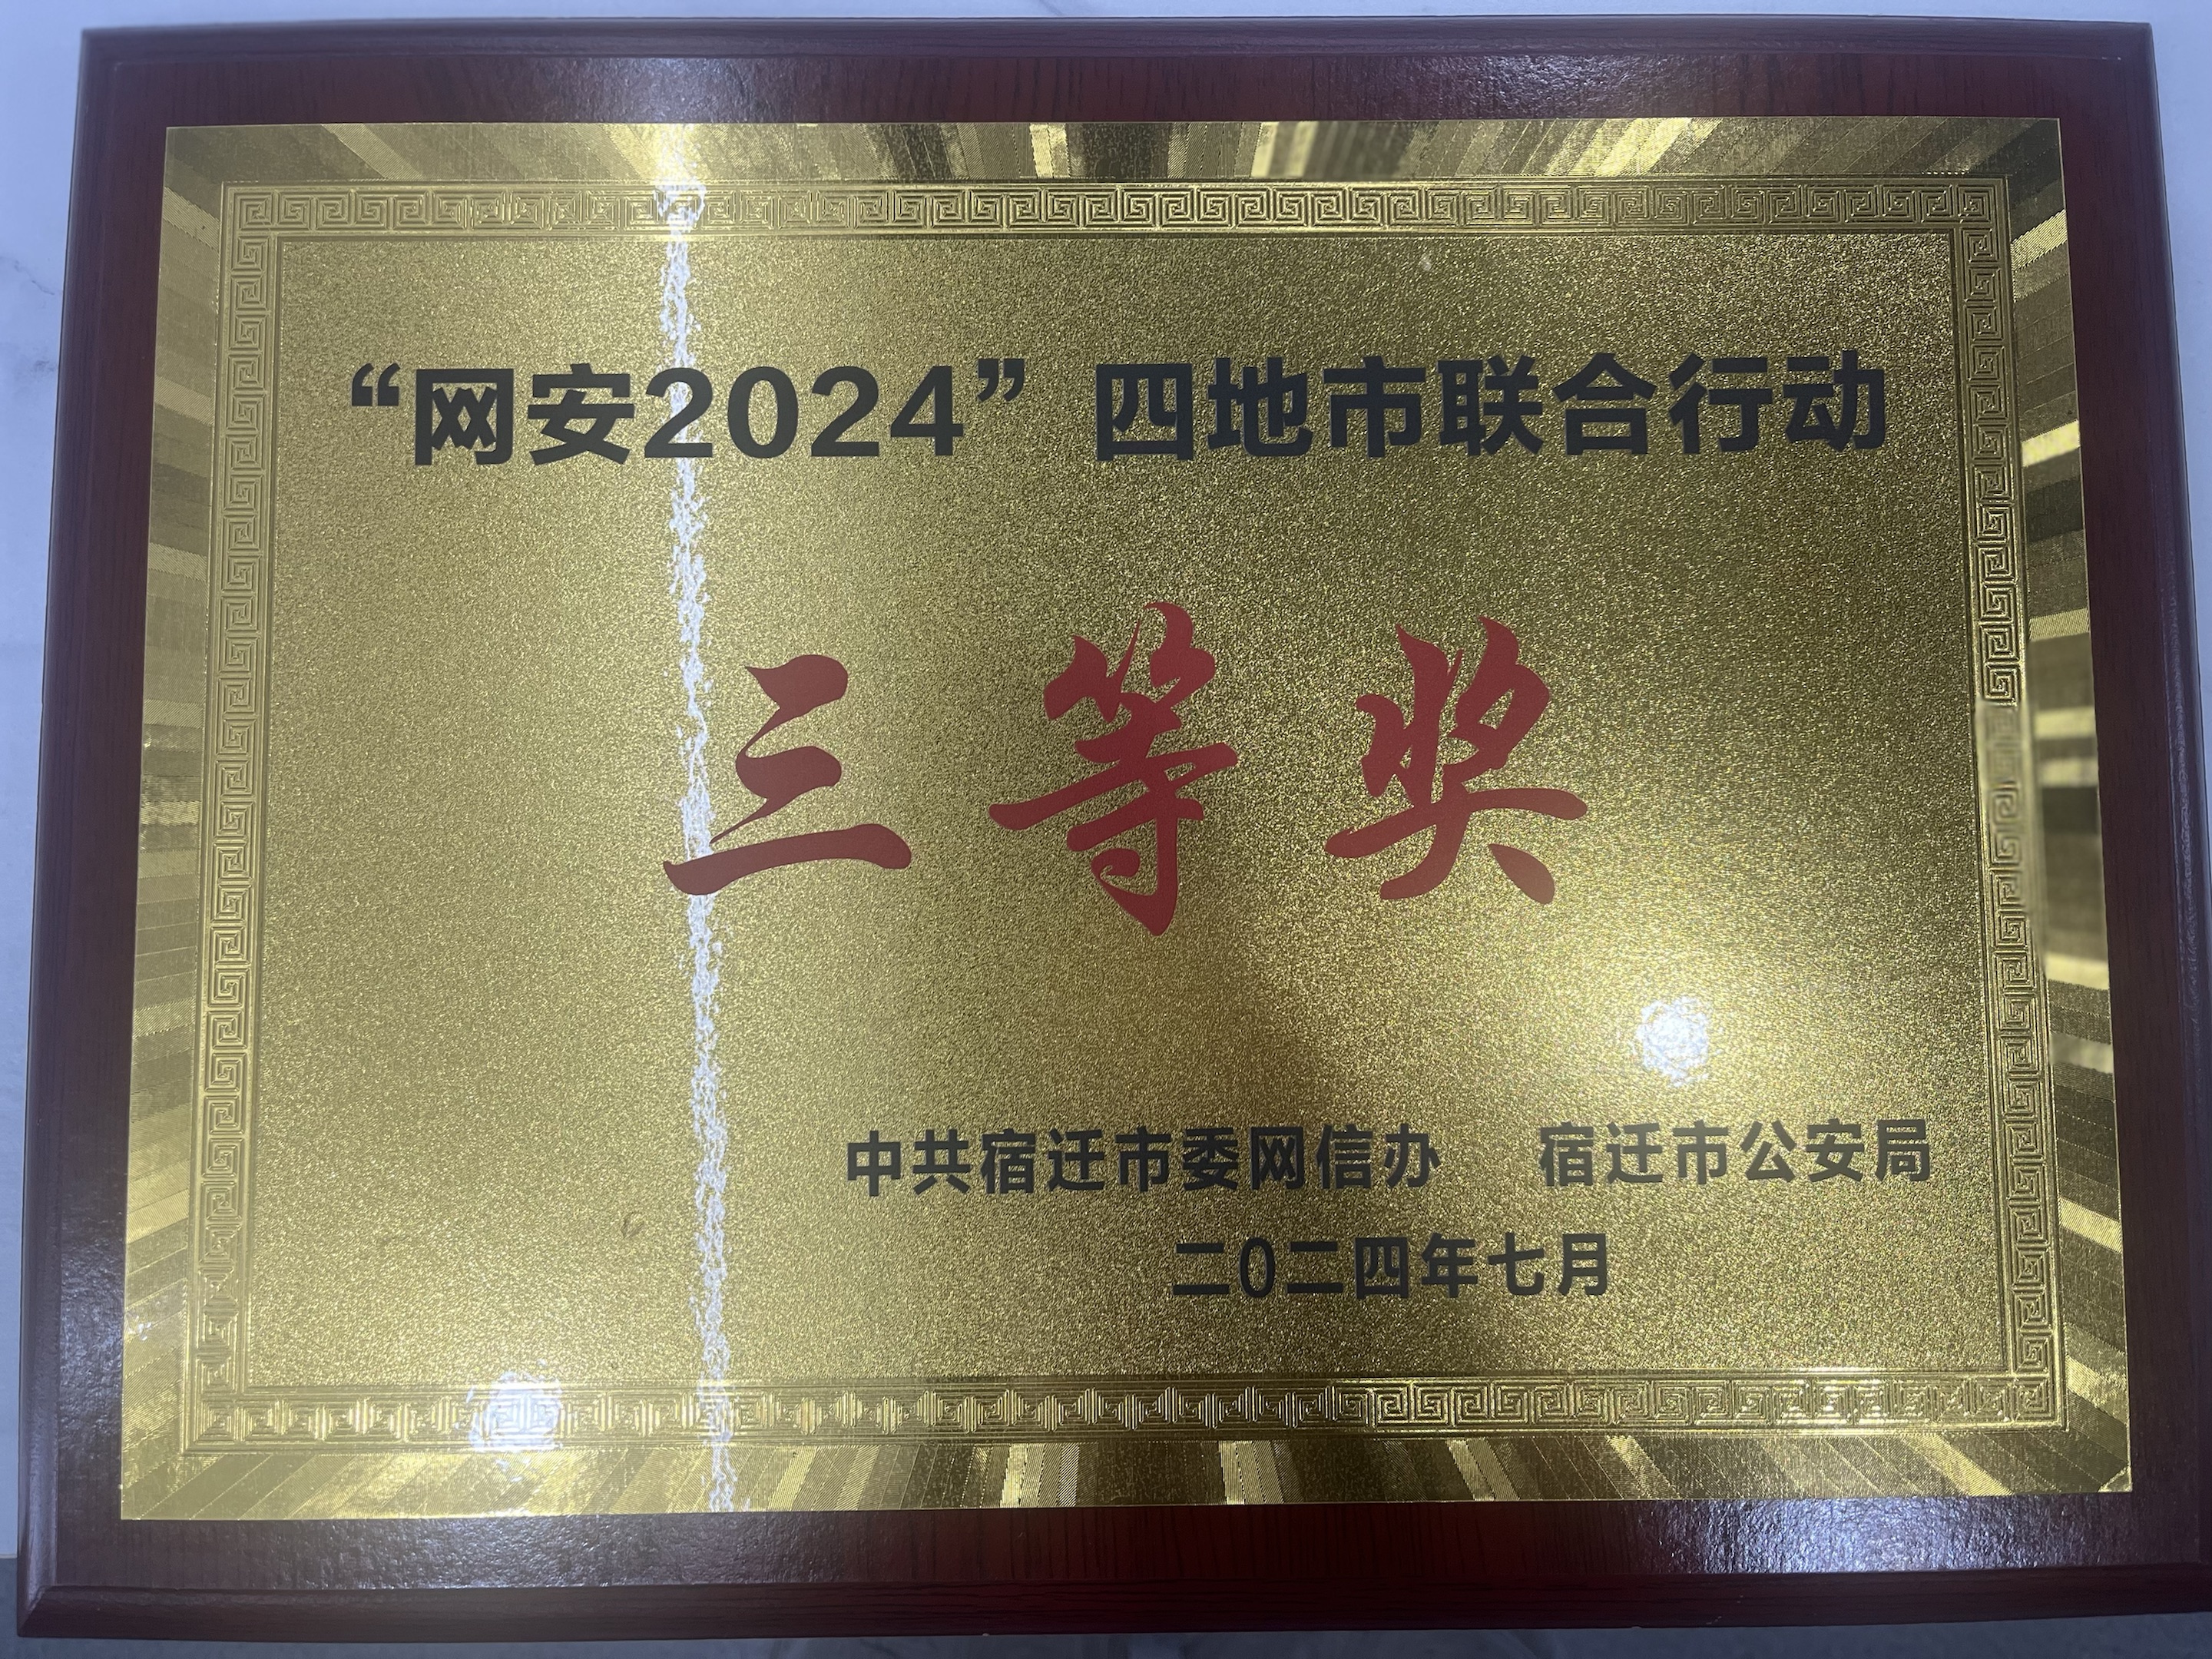 “网安2024”四地市联合行动
三等奖
中共宿迁市委网信办 宿迁市公安局
二0二四年七月